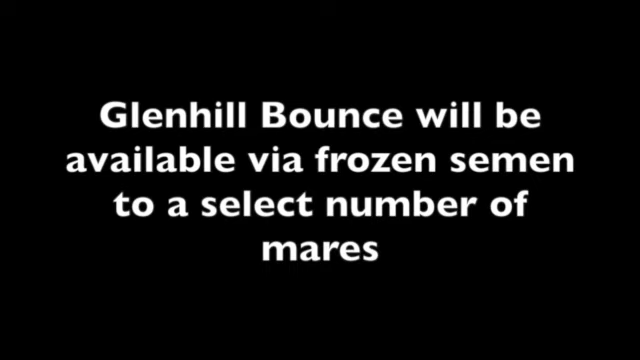 Glenhill Bounce will be
available via frozen semen
to a select number of
mares